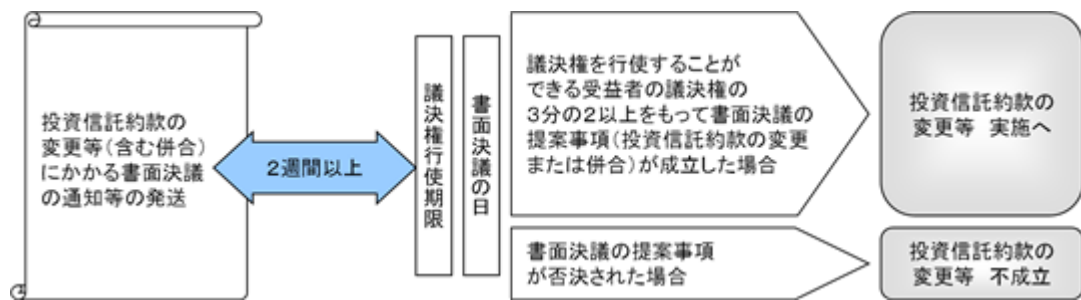 投資信託約款の
変更等(含む併合)
にかかる書面決議
の通知等の発送
2週間以上
議決権行使期限
書面決議の日
議決権を行使することが
できる受益者の議決権の
3分の2以上をもって書面決議の
提案事項(投資信託約款の変更
または併合)が成立した場合
投資信託約款の
変更等 実施へ
書面決議の提案事項
が否決された場合
投資信託約款の
変更等 不成立